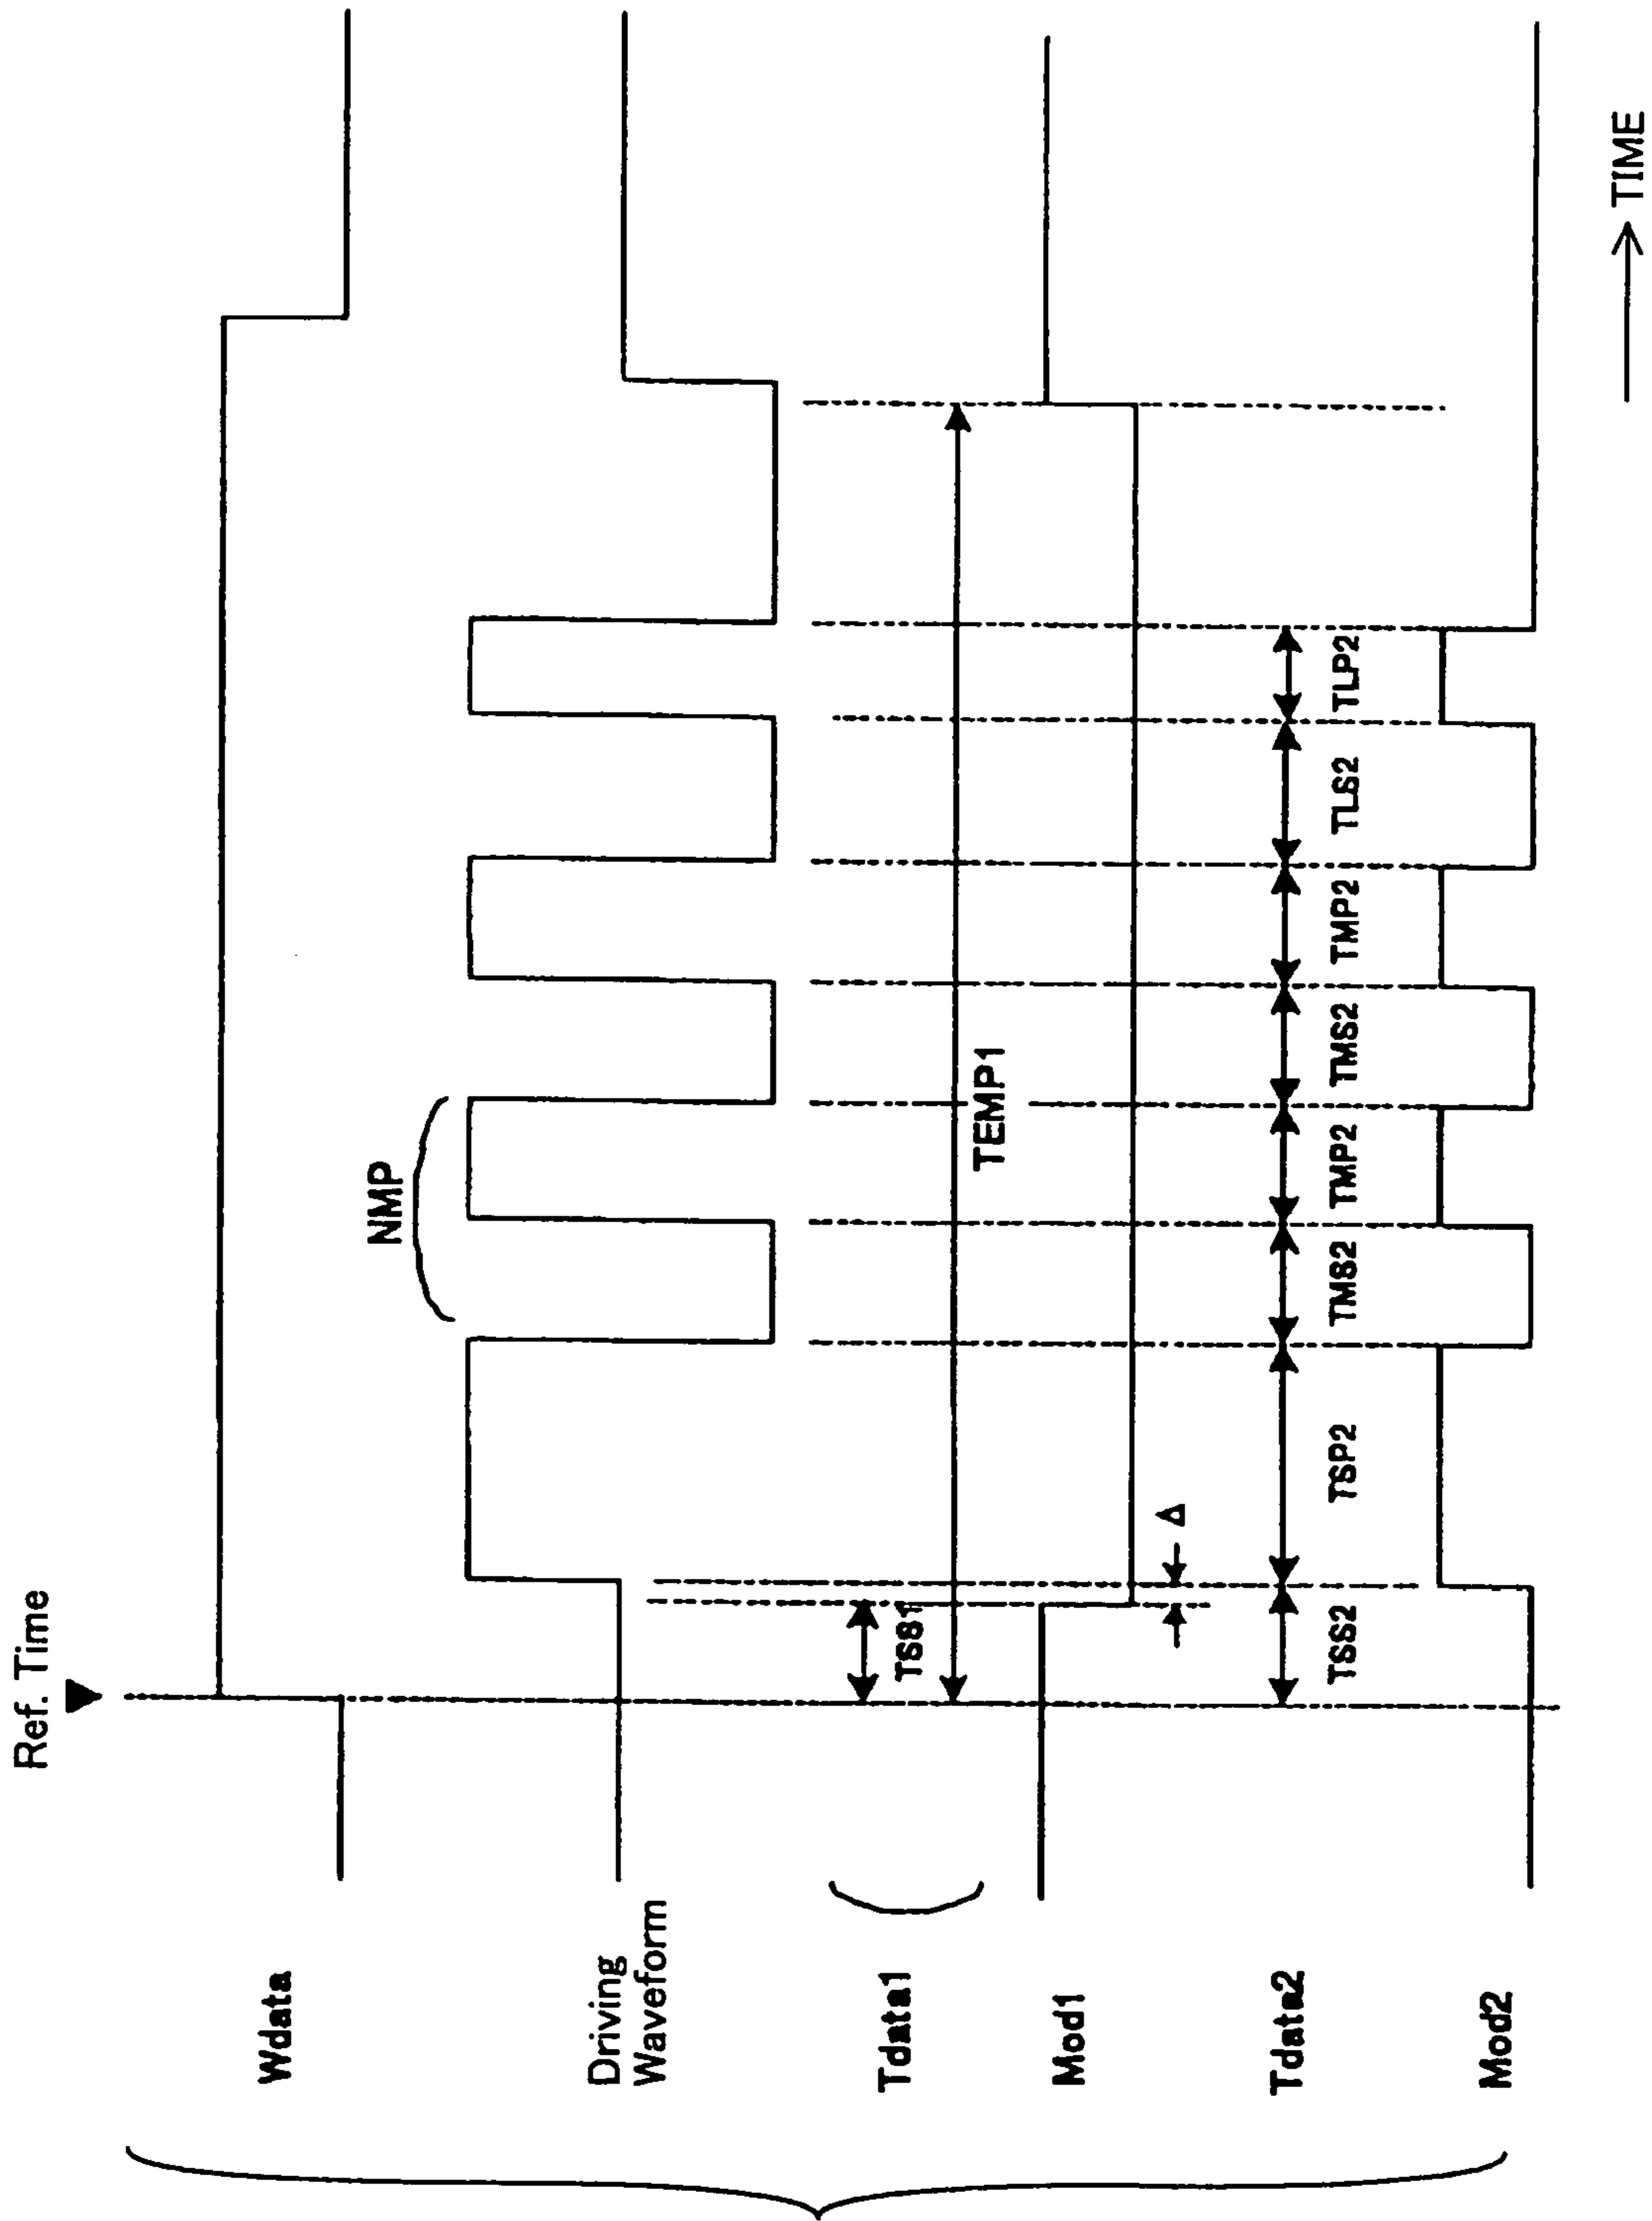 Ref. Time
Wdata
NMP
Driving
Waveform
Tdata1
TSS1
TEMP1
Mod1
Δ
Tdata2
TSS2
TSP2
TMS2
TMP2
TMS2
TMP2
TLS2
TLP2
Mod2
TIME